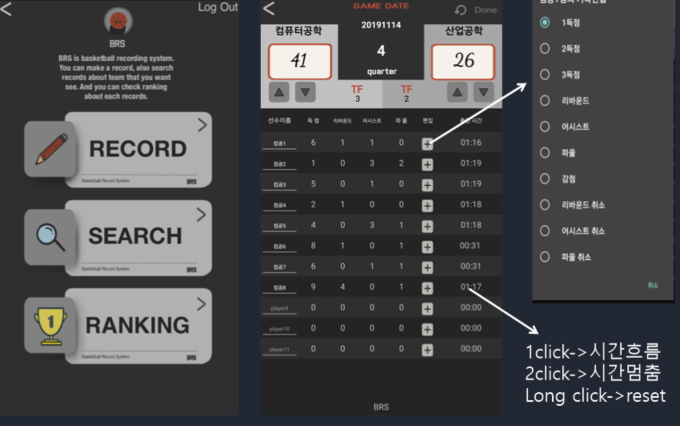 Log Out
BRS
BRS is basketball recording system.
You can make a record, also search
records about team that you want
see. And you can check ranking
about each records.
RECORD
Basketball Record System BRS
SEARCH
Basketball Record System BRS
1
RANKING
Basketball Record System BRS
GAME DATE
Done
컴퓨터공학
20191114
산업공학
41
4
26
quarter
TF
3
TF
2
선수이름 득 점 리바운드 어시스트 파 울 편집 시간
컴공1 6 1 1 0 + 01:16
컴공2 1 0 3 2 + 01:19
컴공3 5 0 1 0 + 01:19
컴공4 2 1 0 0 + 01:18
컴공5 4 0 3 1 + 01:18
컴공6 8 1 0 1 + 00:31
컴공7 6 0 1 1 + 00:31
컴공8 9 4 0 1 + 01:17
player9 0 0 0 0 + 00:00
player10 0 0 0 0 + 00:00
player11 0 0 0 0 + 00:00
BRS
1득점
2득점
3득점
리바운드
어시스트
파울
감점
리바운드 취소
어시스트 취소
파울 취소
취소
1click->시간흐름
2click->시간멈춤
Long click->reset